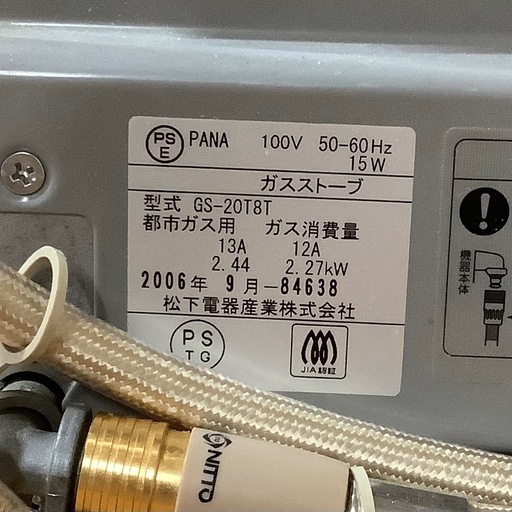 PS
E
PANA 100V 50-60Hz
15W
ガスストーブ
型式 GS-20T8T
都市ガス用 ガス消費量
13A 12A
2.44 2.27kW
2006年 9月-84638
松下電器産業株式会社
PS
TG
JIA認証
機器本体
NITTO